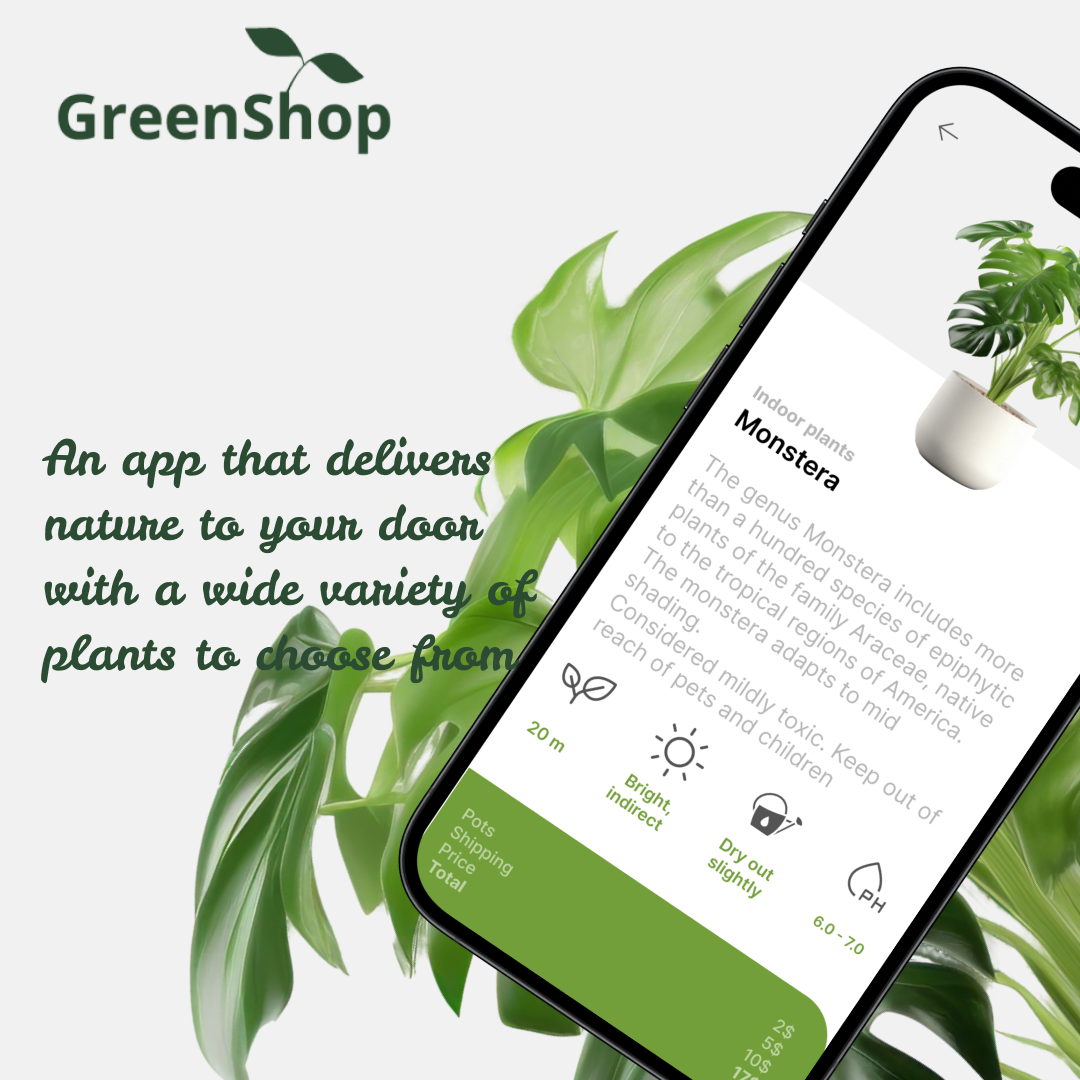 GreenShop
An app that delivers
nature to your door
with a wide variety of
plants to choose from
Indoor plants
Monstera
The genus Monstera includes more
than a hundred species of epiphytic
plants of the family Araceae, native
to the tropical regions of America.
The monstera adapts to mid
shading.
Considered mildly toxic. Keep out of
reach of pets and children
20 m
Bright,
indirect
Dry out
slightly
PH
6.0 - 7.0
Pots 2$
Shipping 5$
Price 10$
Total